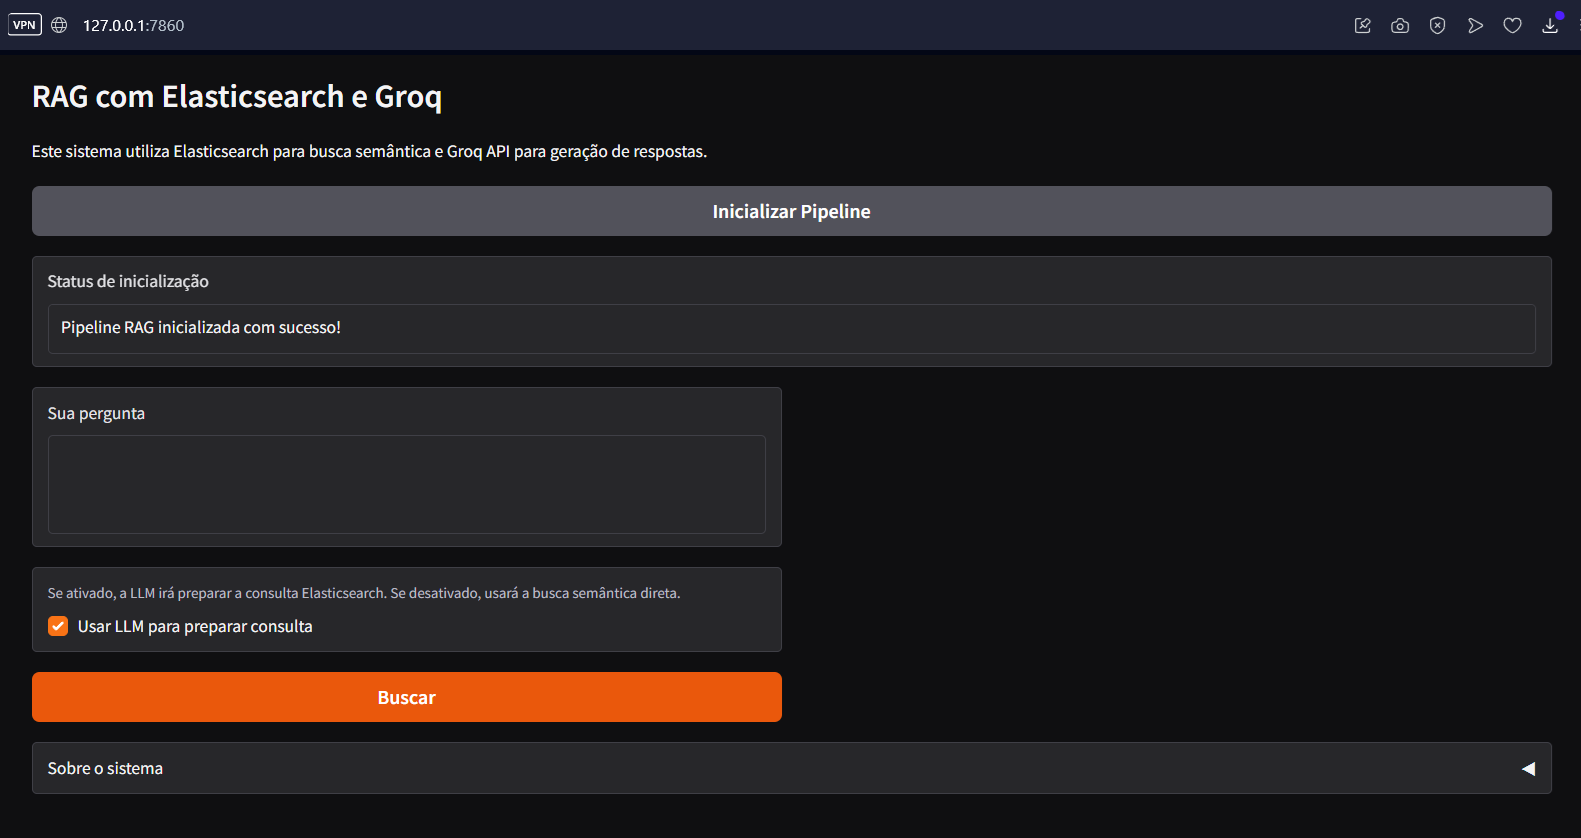 VPN 127.0.0.1:7860
RAG com Elasticsearch e Groq
Este sistema utiliza Elasticsearch para busca semântica e Groq API para geração de respostas.
Inicializar Pipeline
Status de inicialização
Pipeline RAG inicializada com sucesso!
Sua pergunta
Se ativado, a LLM irá preparar a consulta Elasticsearch. Se desativado, usará a busca semântica direta.
Usar LLM para preparar consulta
Buscar
Sobre o sistema